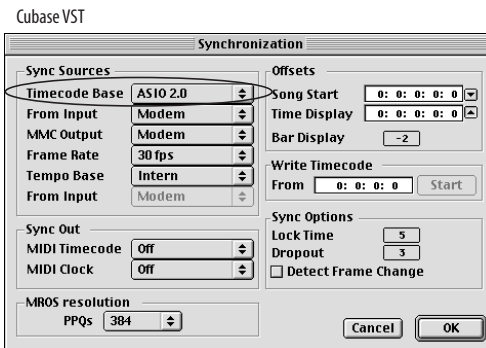 Cubase VST
Synchronization
Sync Sources
Timecode Base ASIO 2.0
From Input Modem
MMC Output Modem
Frame Rate 30 fps
Tempo Base Intern
From Input Modem
Sync Out
MIDI Timecode Off
MIDI Clock Off
MROS resolution
PPQs 384
Offsets
Song Start 0: 0: 0: 0: 0
Time Display 0: 0: 0: 0: 0
Bar Display -2
Write Timecode
From 0: 0: 0: 0 Start
Sync Options
Lock Time 5
Dropout 3
Detect Frame Change
Cancel OK